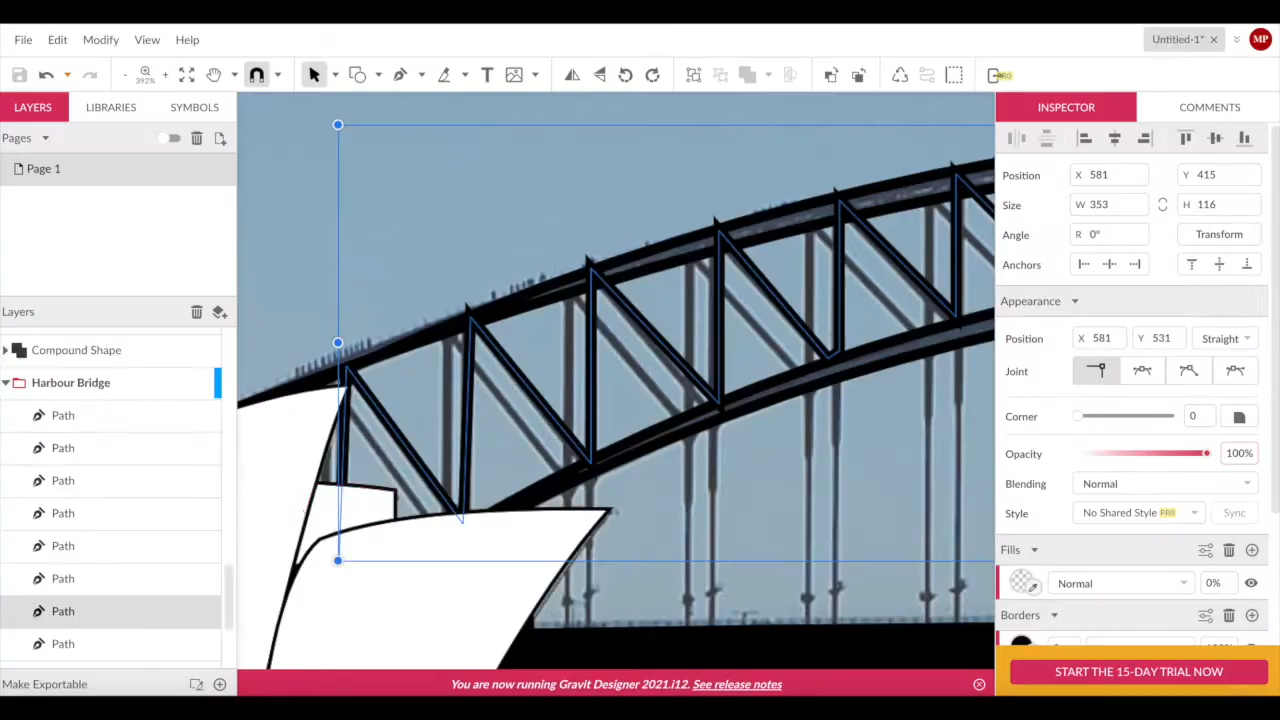 File Edit Modify View Help
Untitled-1* MP
- 392% + T PRO
LAYERS LIBRARIES SYMBOLS
INSPECTOR COMMENTS
Pages
Page 1
Position X 581 Y 415
Size W 353 H 116
Angle R 0° Transform
Anchors
Layers
Appearance
Compound Shape
Position X 581 Y 531 Straight
Harbour Bridge
Joint
Path
Corner 0
Path
Opacity 100%
Path
Blending Normal
Path
Style No Shared Style PRO Sync
Path
Fills
Path
Normal 0%
Path
Borders
Path
Make Exportable
You are now running Gravit Designer 2021.i12. See release notes
START THE 15-DAY TRIAL NOW